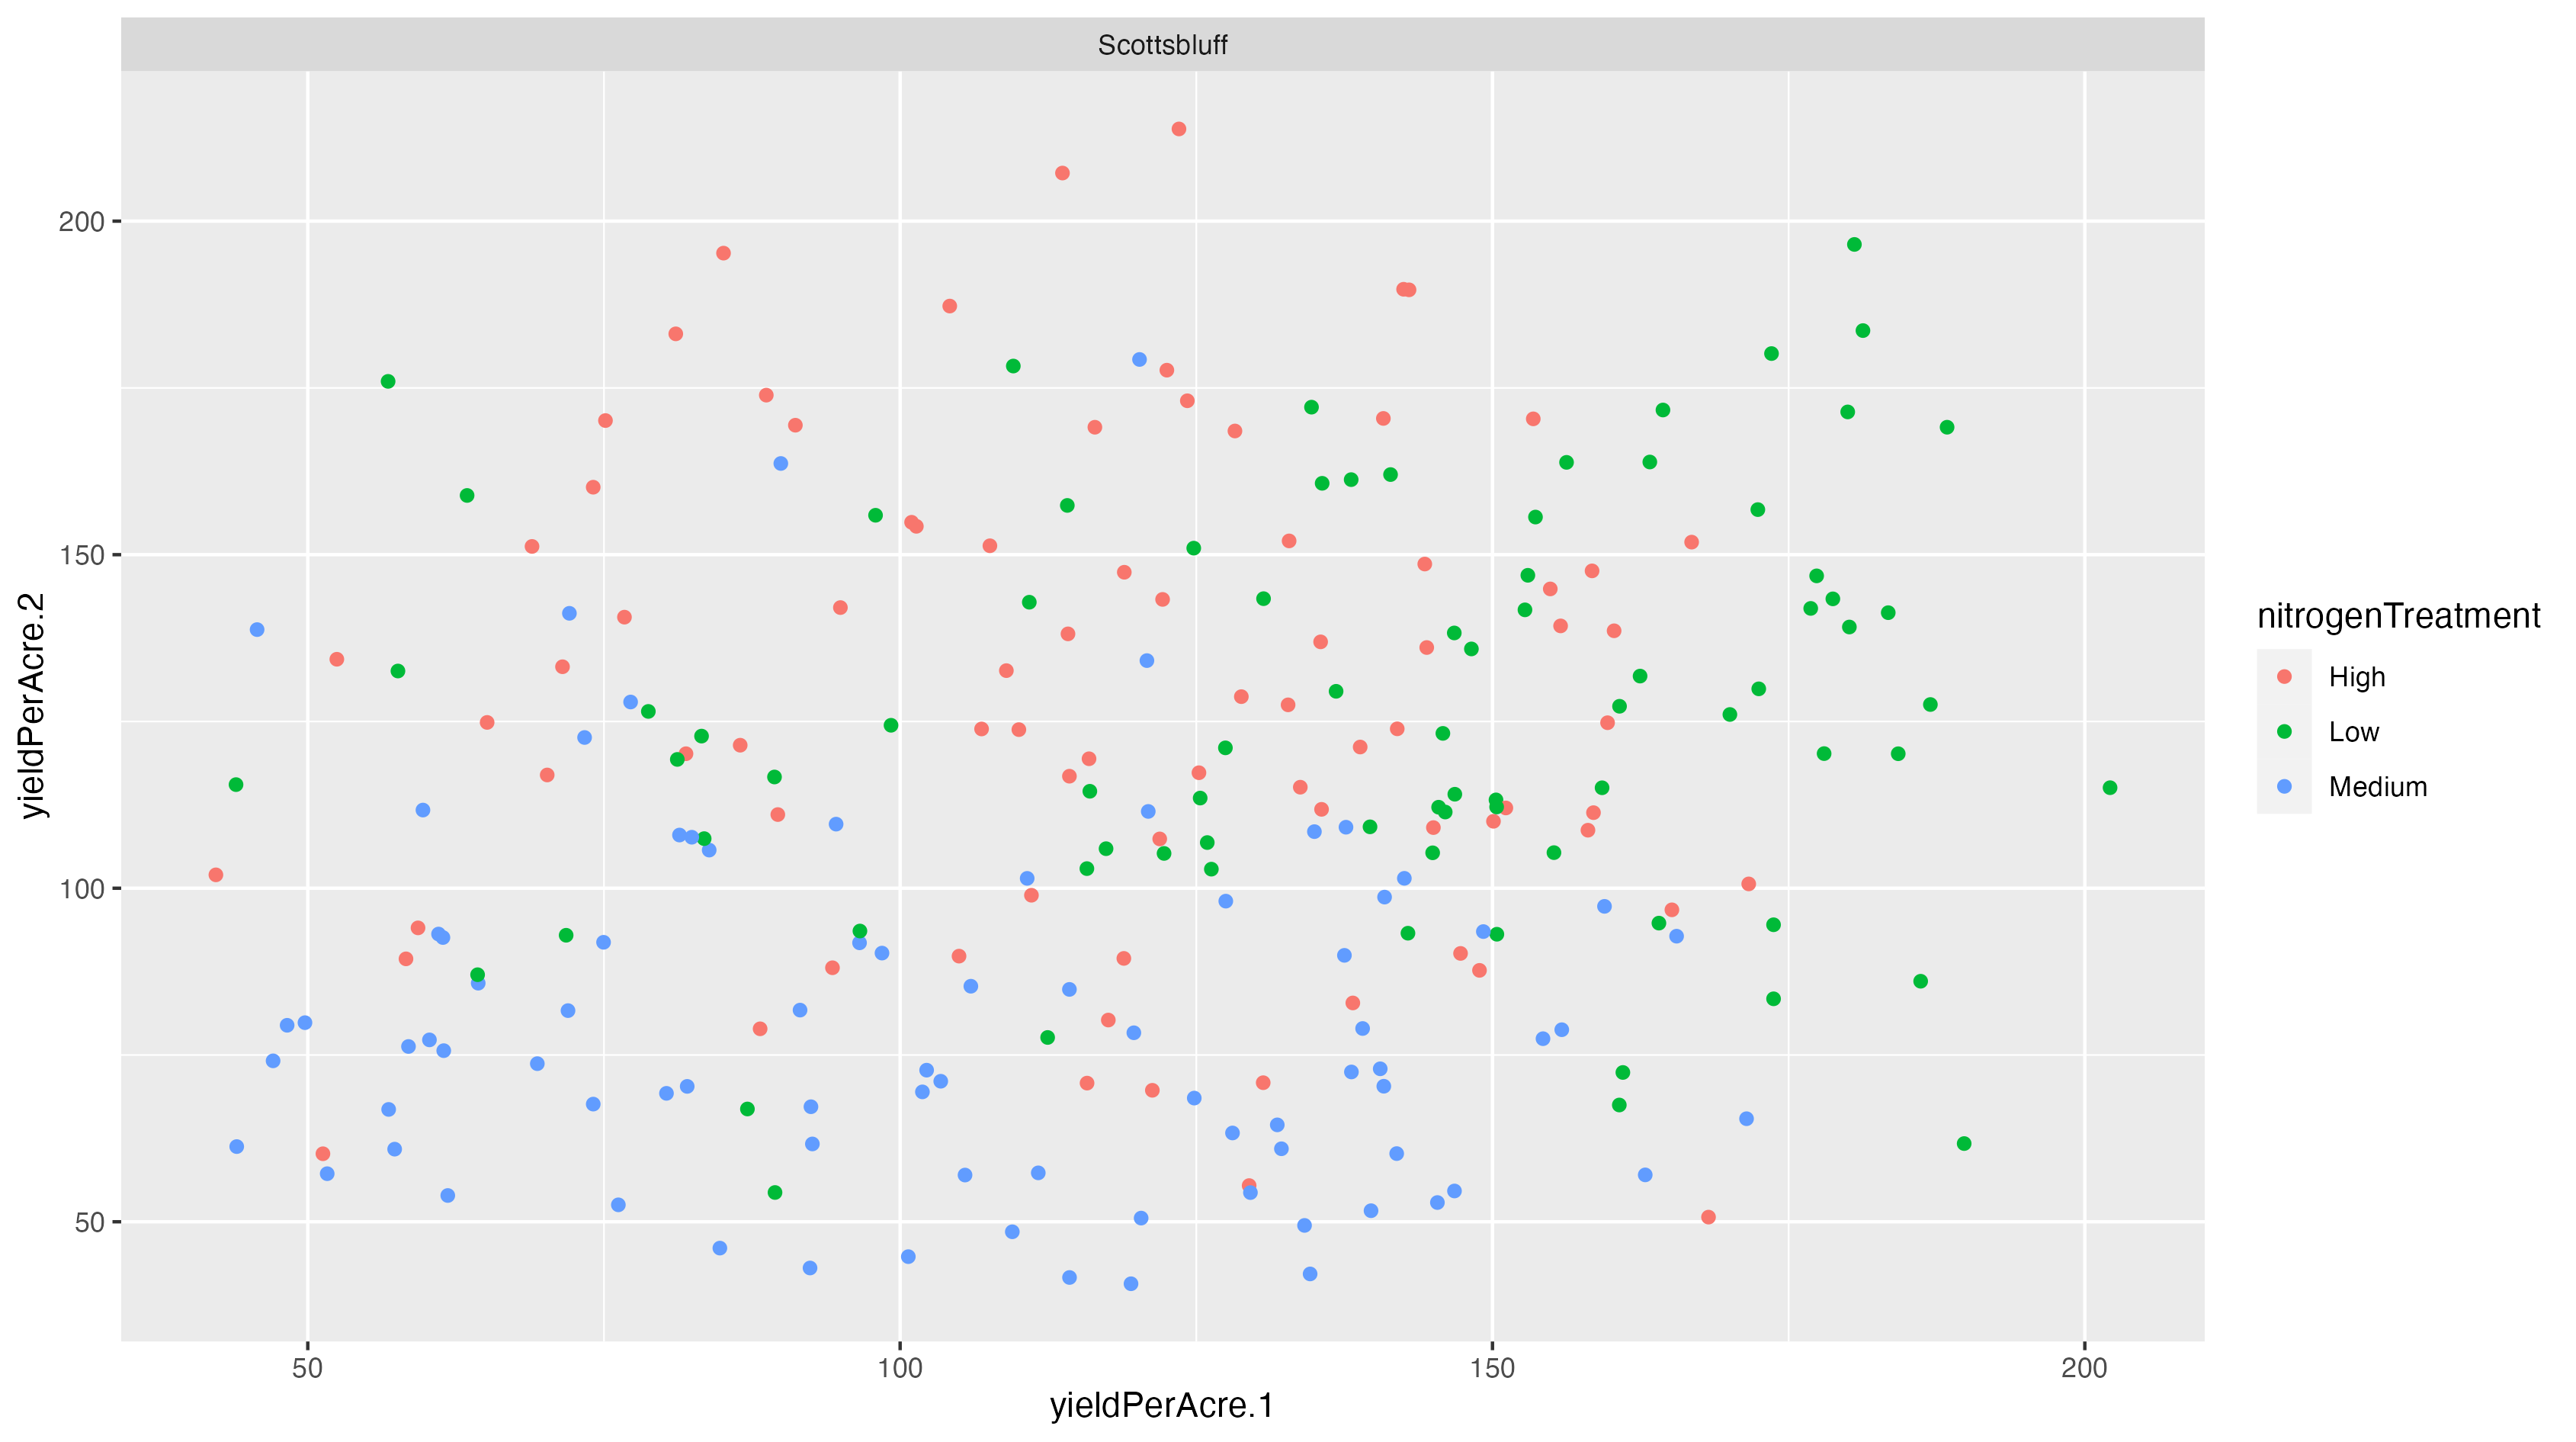 Scottsbluff
200
150
100
50
yieldPerAcre.2
50 100 150 200
yieldPerAcre.1
nitrogenTreatment
High
Low
Medium